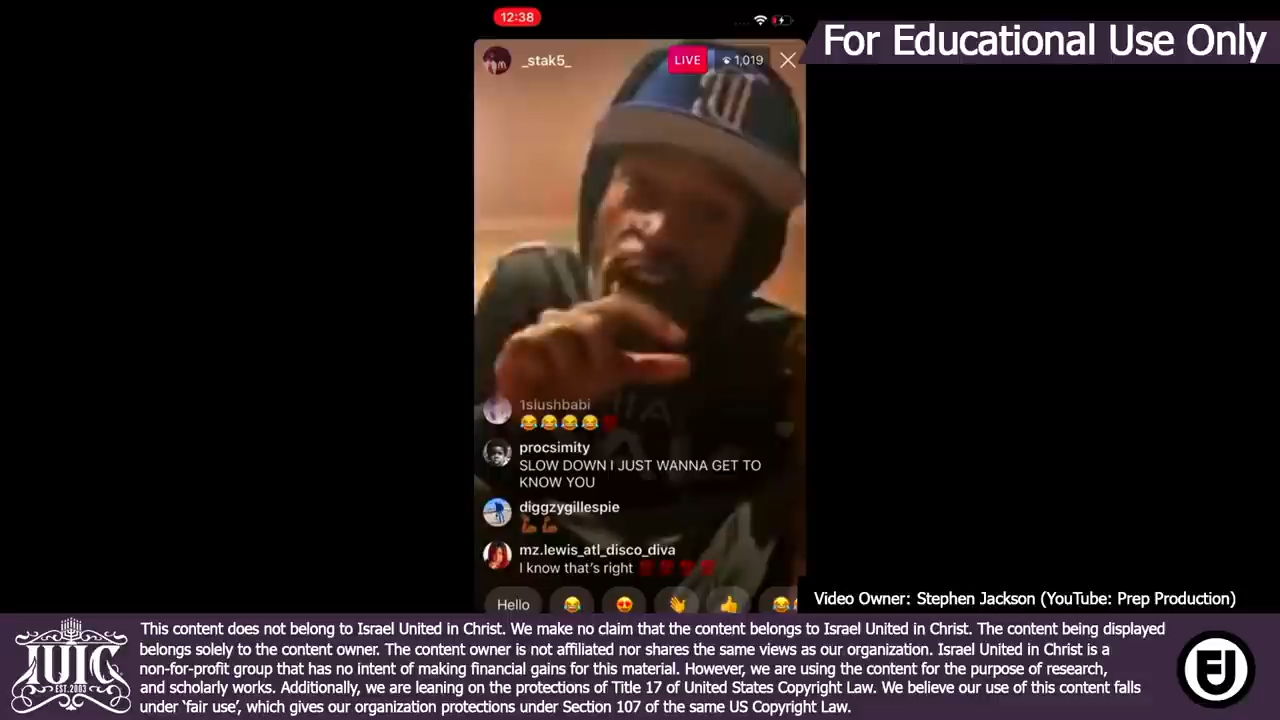 12:38
For Educational Use Only
_stak5_
LIVE
1,019
1slushbabi
procsimity
SLOW DOWN I JUST WANNA GET TO
KNOW YOU
diggzygillespie
mz.lewis_atl_disco_diva
I know that's right
Hello
Video Owner: Stephen Jackson (YouTube: Prep Production)
IUIC
EST.2003
This content does not belong to Israel United in Christ. We make no claim that the content belongs to Israel United in Christ. The content being displayed
belongs solely to the content owner. The content owner is not affiliated nor shares the same views as our organization. Israel United in Christ is a
non-for-profit group that has no intent of making financial gains for this material. However, we are using the content for the purpose of research,
and scholarly works. Additionally, we are leaning on the protections of Title 17 of United States Copyright Law. We believe our use of this content falls
under 'fair use', which gives our organization protections under Section 107 of the same US Copyright Law.